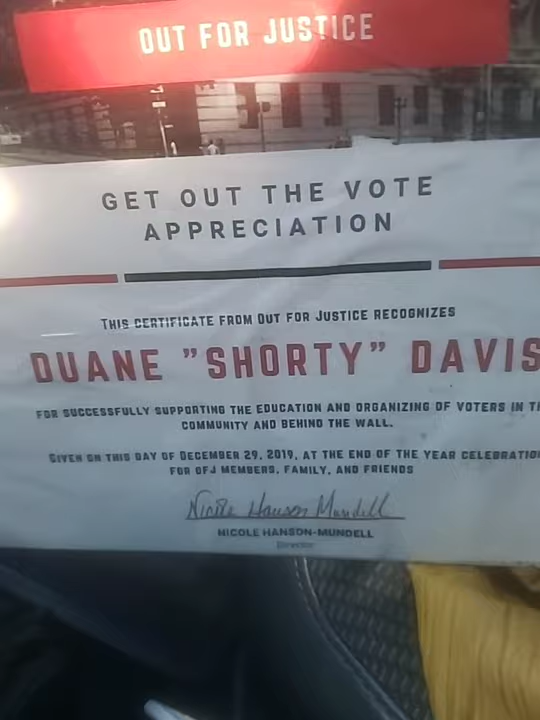 OUT FOR JUSTICE
GET OUT THE VOTE
APPRECIATION
THIS CERTIFICATE FROM OUT FOR JUSTICE RECOGNIZES
DUANE "SHORTY" DAVIS
FOR SUCCESSFULLY SUPPORTING THE EDUCATION AND ORGANIZING OF VOTERS IN
COMMUNITY AND BEHIND THE WALL.
GIVEN ON THIS DAY OF DECEMBER 29, 2019, AT THE END OF THE YEAR CELEBRATIO
FOR OFJ MEMBERS, FAMILY, AND FRIENDS
Nicole Hanson Mundell
NICOLE HANSON-MUNDELL
Director